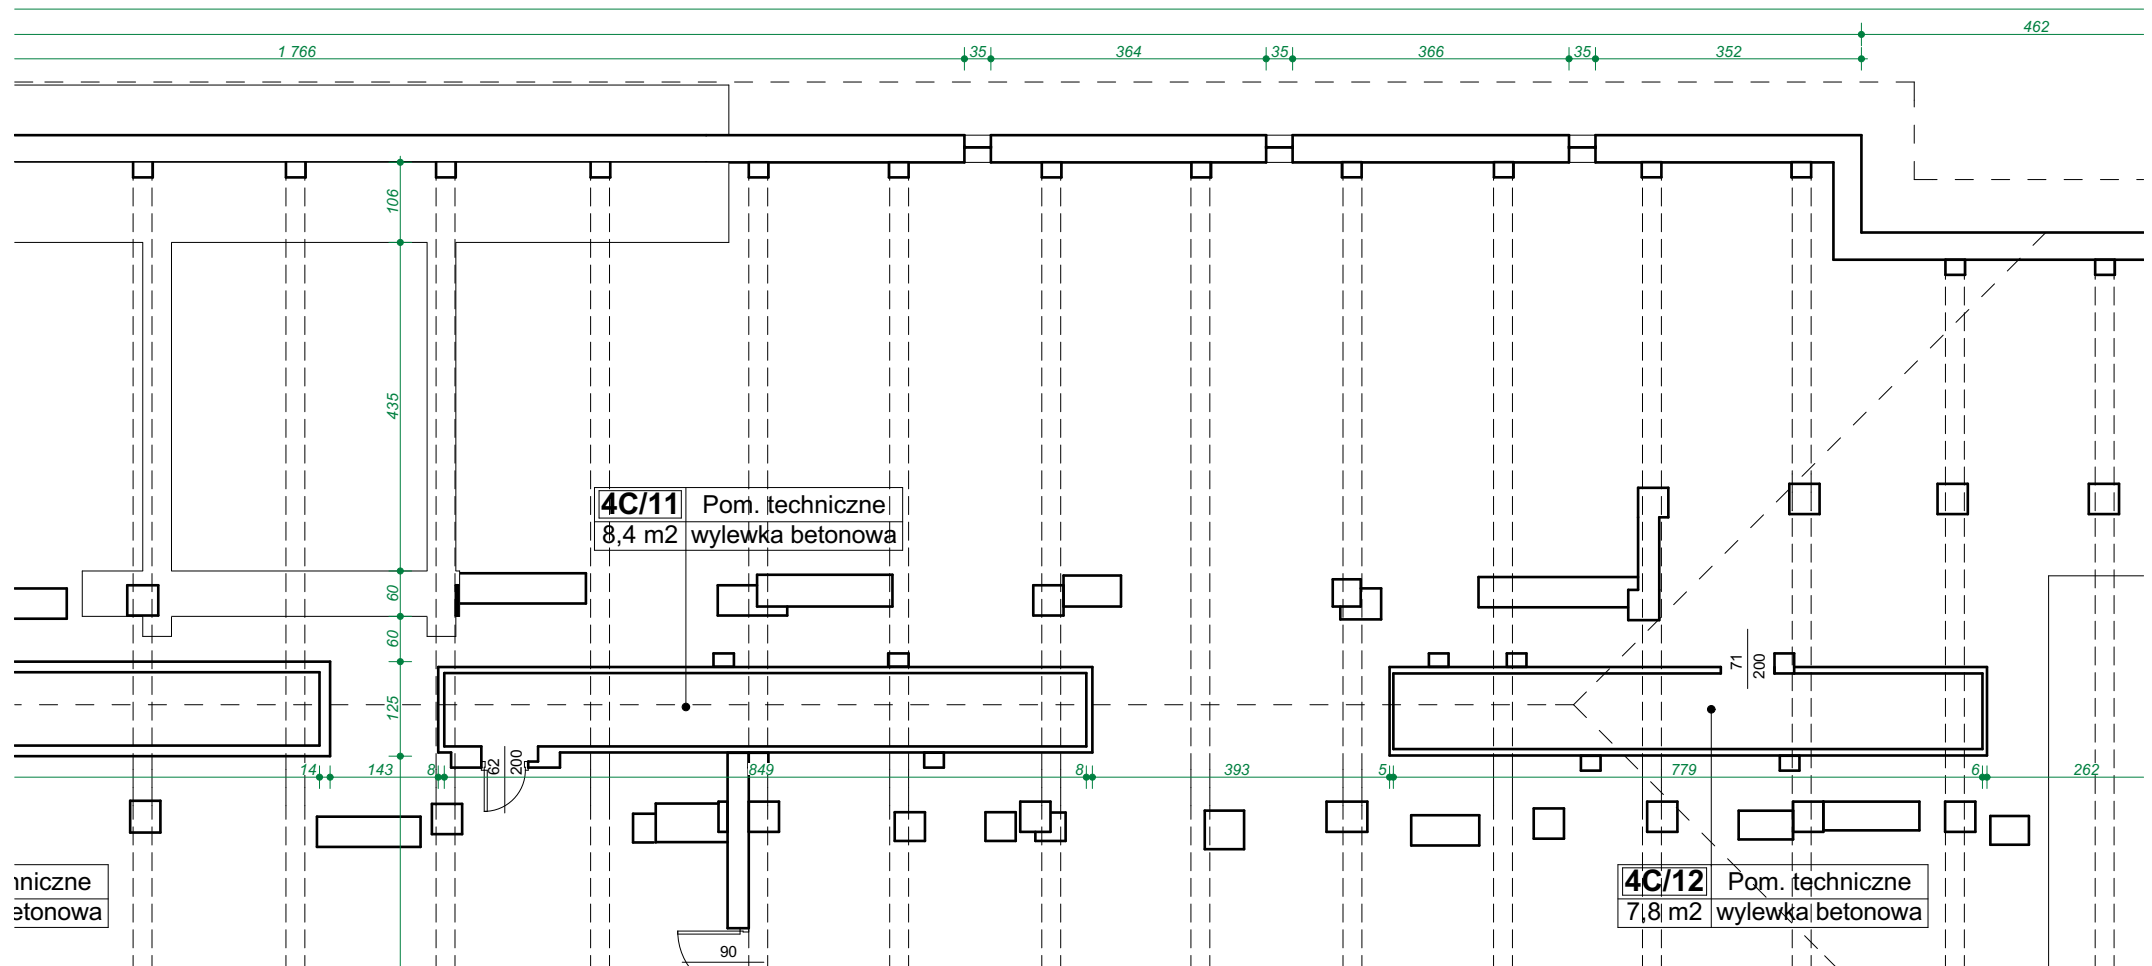 462
1 766 35 364 35 366 35 352
106
435
4C/11 Pom. techniczne
8,4 m2 wylewka betonowa
60
60
71
200
125
62
200
14 143 8 849 8 393 5 779 6 262
hniczne
etonowa
4C/12 Pom. techniczne
7,8 m2 wylewka betonowa
90